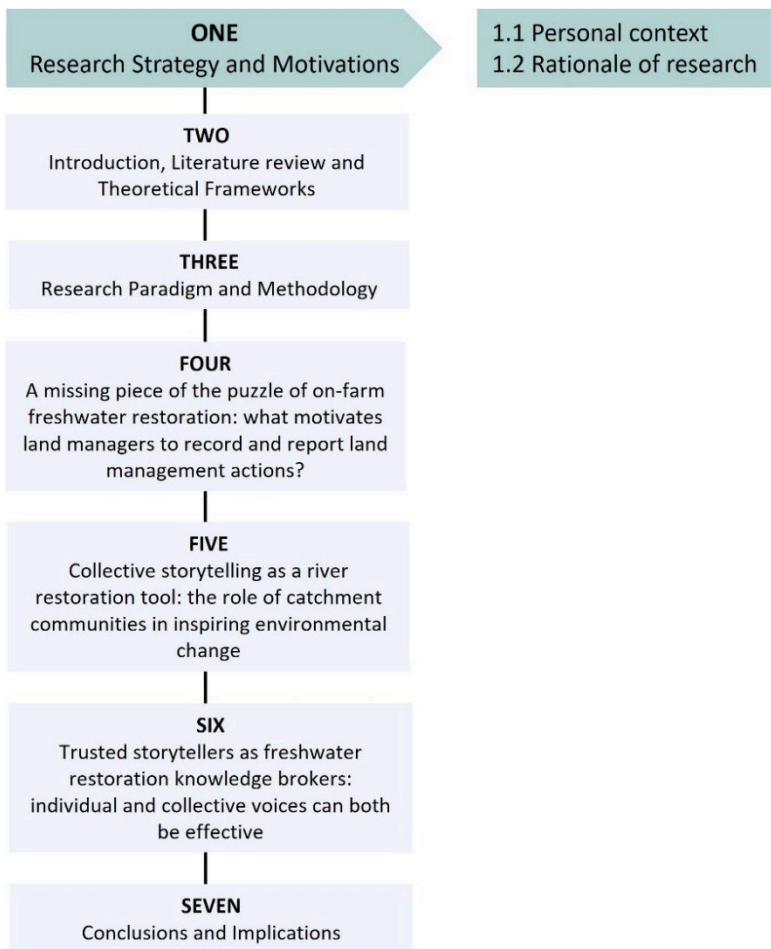 ONE
Research Strategy and Motivations
1.1 Personal context
1.2 Rationale of research
TWO
Introduction, Literature review and
Theoretical Frameworks
THREE
Research Paradigm and Methodology
FOUR
A missing piece of the puzzle of on-farm
freshwater restoration: what motivates
land managers to record and report land
management actions?
FIVE
Collective storytelling as a river
restoration tool: the role of catchment
communities in inspiring environmental
change
SIX
Trusted storytellers as freshwater
restoration knowledge brokers:
individual and collective voices can both
be effective
SEVEN
Conclusions and Implications